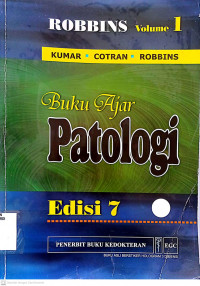 ROBBINS Volume 1
KUMAR • COTRAN • ROBBINS
Buku Ajar
Patologi
Edisi 7
PENERBIT BUKU KEDOKTERAN
EGC